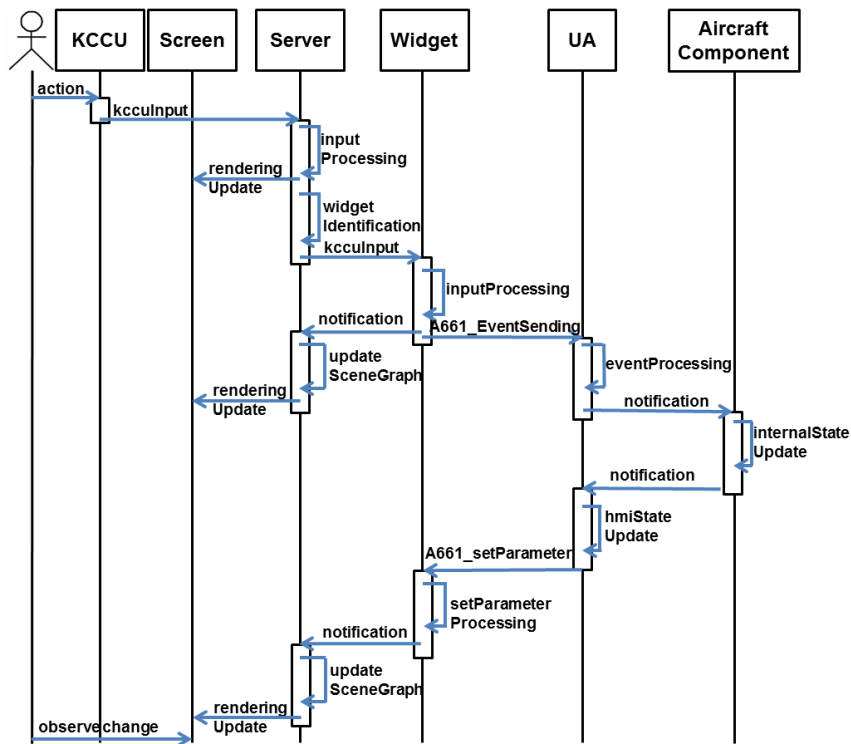 KCCU
Screen
Server
Widget
UA
Aircraft
Component
action
kccuInput
input
Processing
rendering
Update
widget
Identification
kccuInput
inputProcessing
notification
A661_EventSending
update
SceneGraph
eventProcessing
rendering
Update
notification
internalState
Update
notification
hmiState
Update
A661_setParameter
setParameter
Processing
notification
update
SceneGraph
rendering
Update
observechange